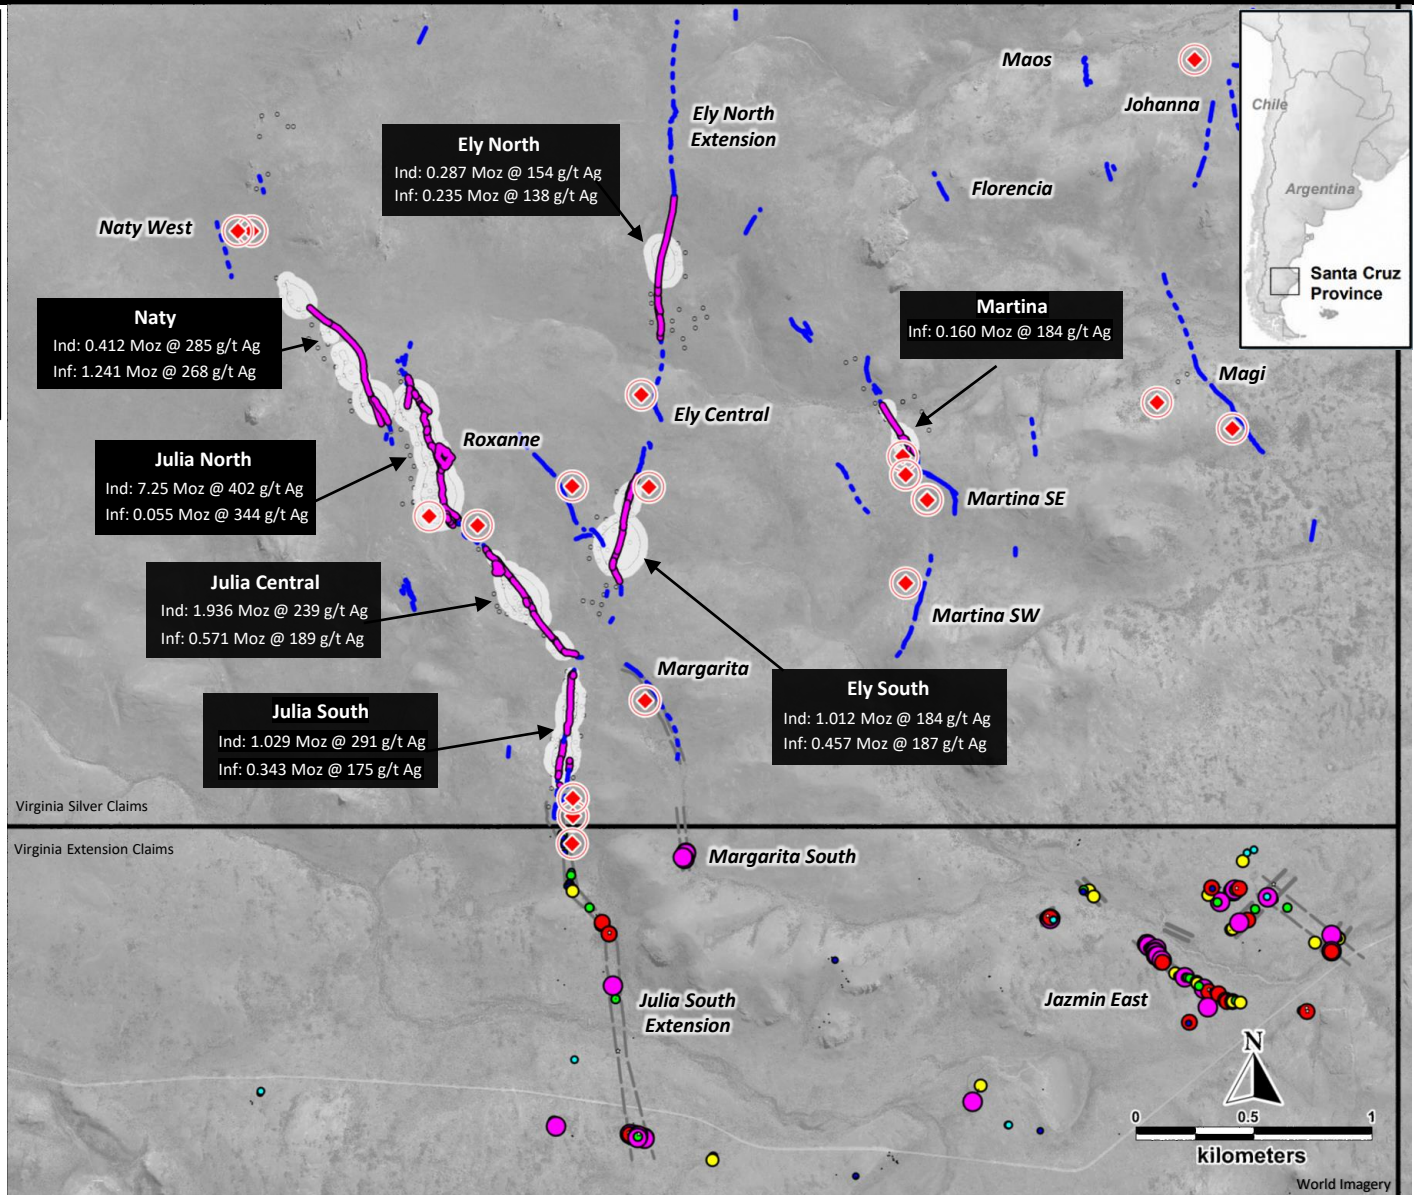 Maos
Johanna
Ely North
Extension
Florencia
Chile
Argentina
Santa Cruz
Province
Ely North
Ind: 0.287 Moz @ 154 g/t Ag
Inf: 0.235 Moz @ 138 g/t Ag
Naty West
Naty
Ind: 0.412 Moz @ 285 g/t Ag
Inf: 1.241 Moz @ 268 g/t Ag
Martina
Inf: 0.160 Moz @ 184 g/t Ag
Magi
Ely Central
Roxanne
Julia North
Ind: 7.25 Moz @ 402 g/t Ag
Inf: 0.055 Moz @ 344 g/t Ag
Martina SE
Julia Central
Ind: 1.936 Moz @ 239 g/t Ag
Inf: 0.571 Moz @ 189 g/t Ag
Martina SW
Margarita
Ely South
Ind: 1.012 Moz @ 184 g/t Ag
Inf: 0.457 Moz @ 187 g/t Ag
Julia South
Ind: 1.029 Moz @ 291 g/t Ag
Inf: 0.343 Moz @ 175 g/t Ag
Virginia Silver Claims
Virginia Extension Claims
Margarita South
Julia South
Extension
Jazmin East
N
0 0.5 1
kilometers
World Imagery